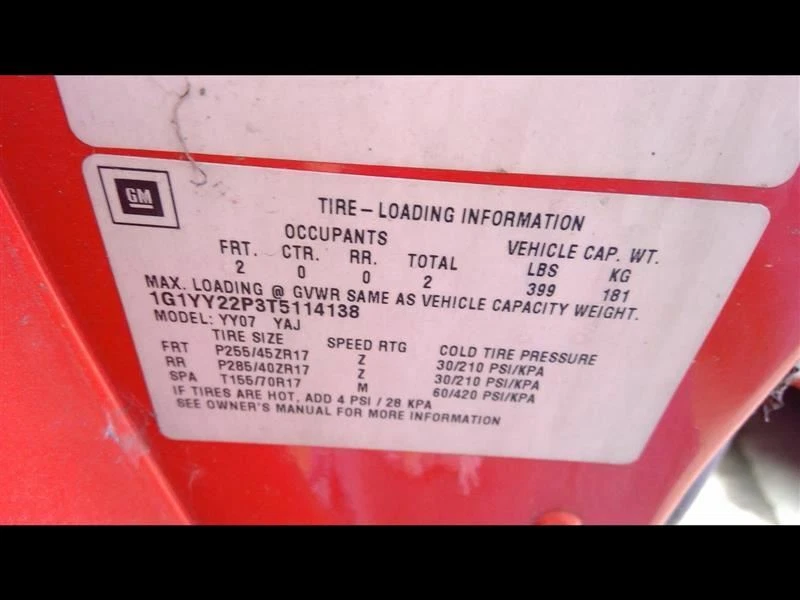 GM
TIRE-LOADING INFORMATION
OCCUPANTS VEHICLE CAP. WT.
FRT. CTR. RR. TOTAL LBS KG
2 0 0 2 399 181
MAX. LOADING @ GVWR SAME AS VEHICLE CAPACITY WEIGHT.
1G1YY22P3T5114138
MODEL: YY07 YAJ
TIRE SIZE SPEED RTG COLD TIRE PRESSURE
FRT P255/45ZR17 Z 30/210 PSI/KPA
RR P285/40ZR17 Z 30/210 PSI/KPA
SPA T155/70R17 M 60/420 PSI/KPA
IF TIRES ARE HOT, ADD 4 PSI / 28 KPA
SEE OWNER'S MANUAL FOR MORE INFORMATION